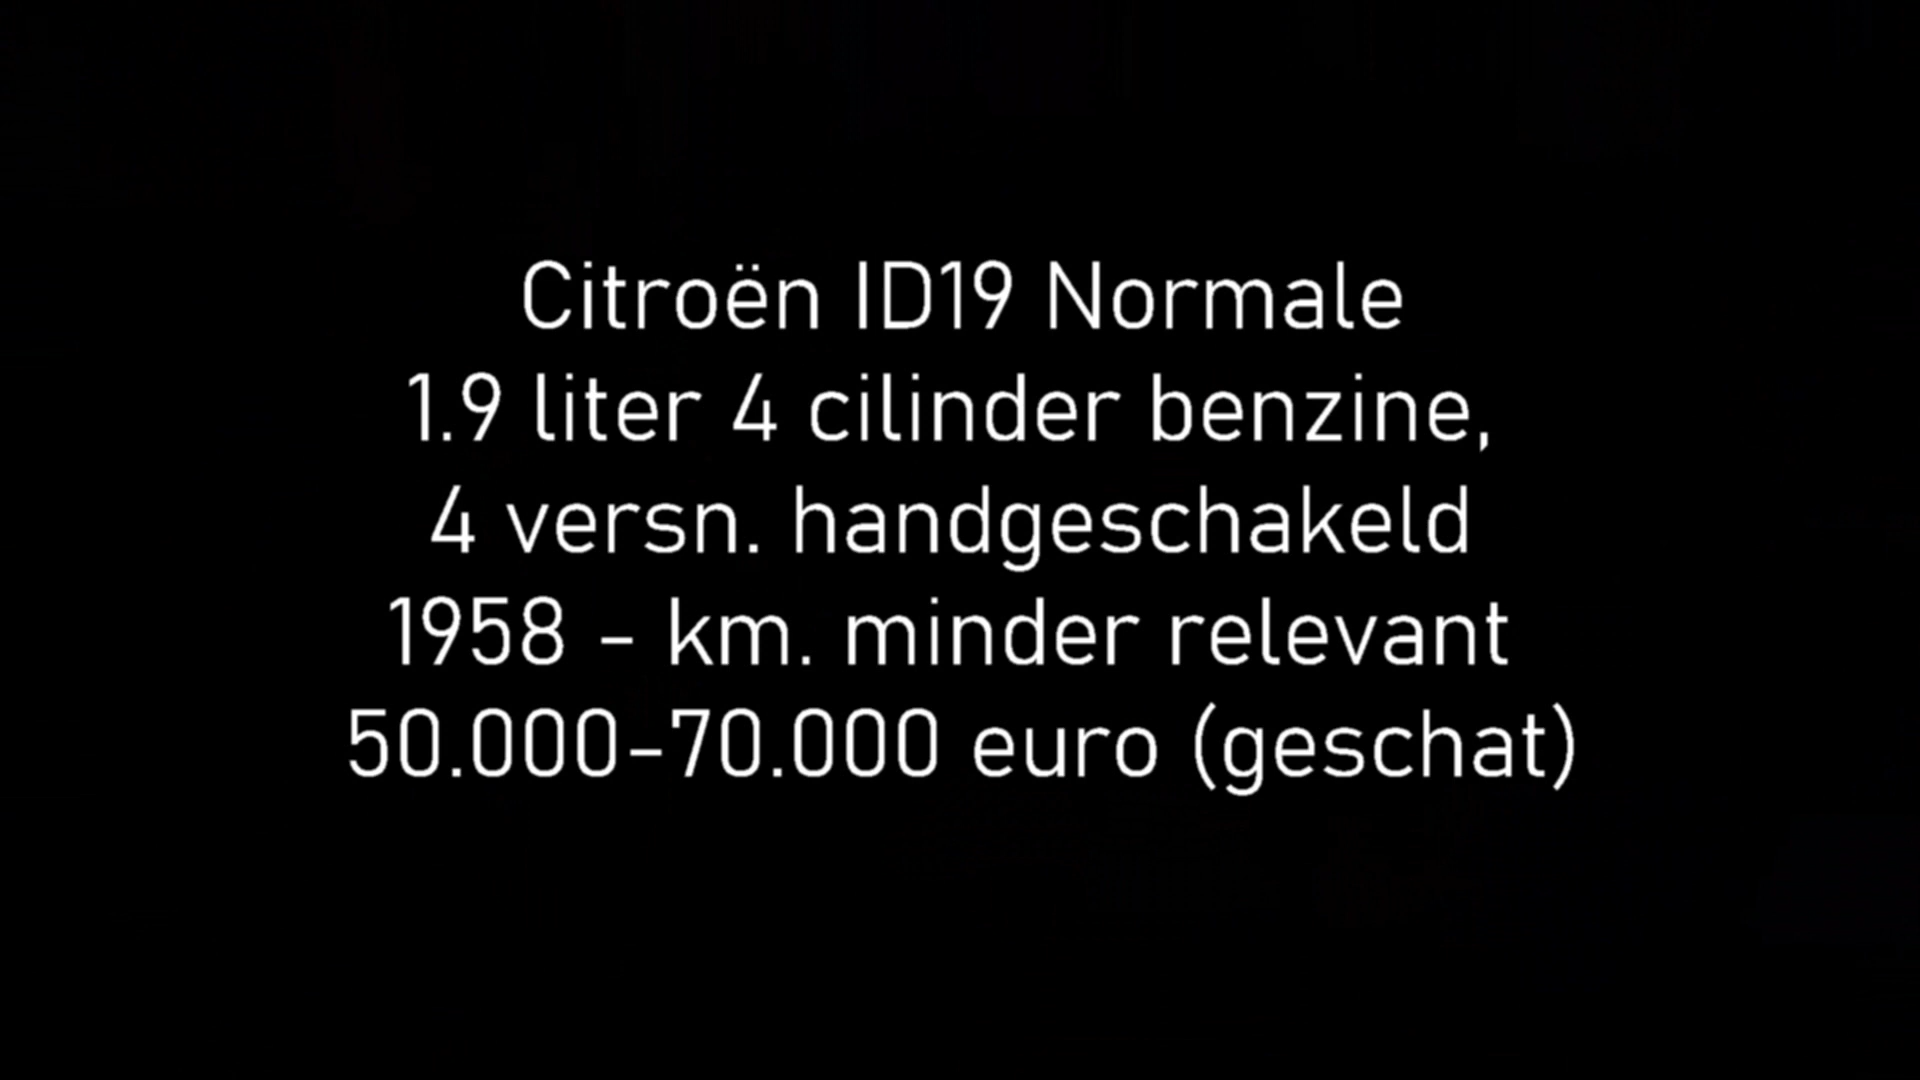 Citroën ID19 Normale
1.9 liter 4 cilinder benzine,
4 versn. handgeschakeld
1958 - km. minder relevant
50.000-70.000 euro (geschat)